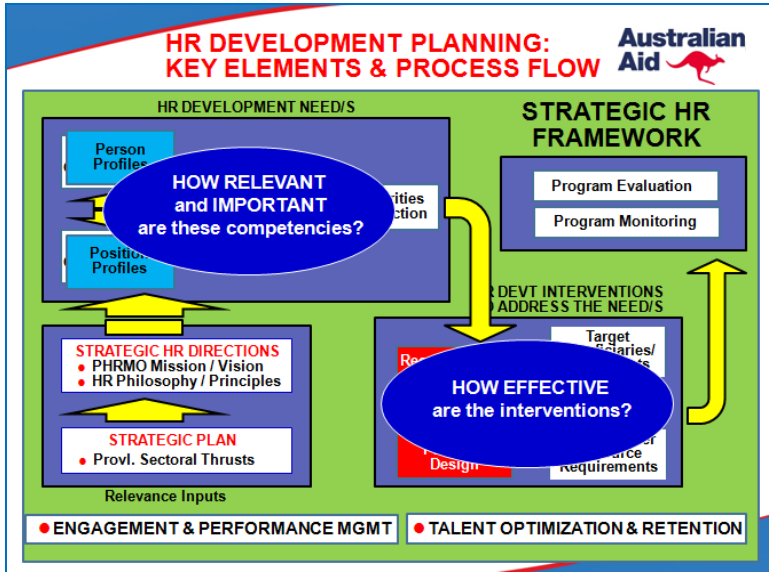 HR DEVELOPMENT PLANNING:
KEY ELEMENTS & PROCESS FLOW
Australian
Aid
HR DEVELOPMENT NEED/S
STRATEGIC HR
FRAMEWORK
Person
Profiles
HOW RELEVANT
and IMPORTANT
are these competencies?
Position
Profiles
Program Evaluation
Program Monitoring
DEVT INTERVENTIONS
ADDRESS THE NEED/S
STRATEGIC HR DIRECTIONS
● PHRMO Mission / Vision
● HR Philosophy / Principles
STRATEGIC PLAN
● Provl. Sectoral Thrusts
Relevance Inputs
Target
HOW EFFECTIVE
are the interventions?
Design
Requirements
● ENGAGEMENT & PERFORMANCE MGMT
● TALENT OPTIMIZATION & RETENTION